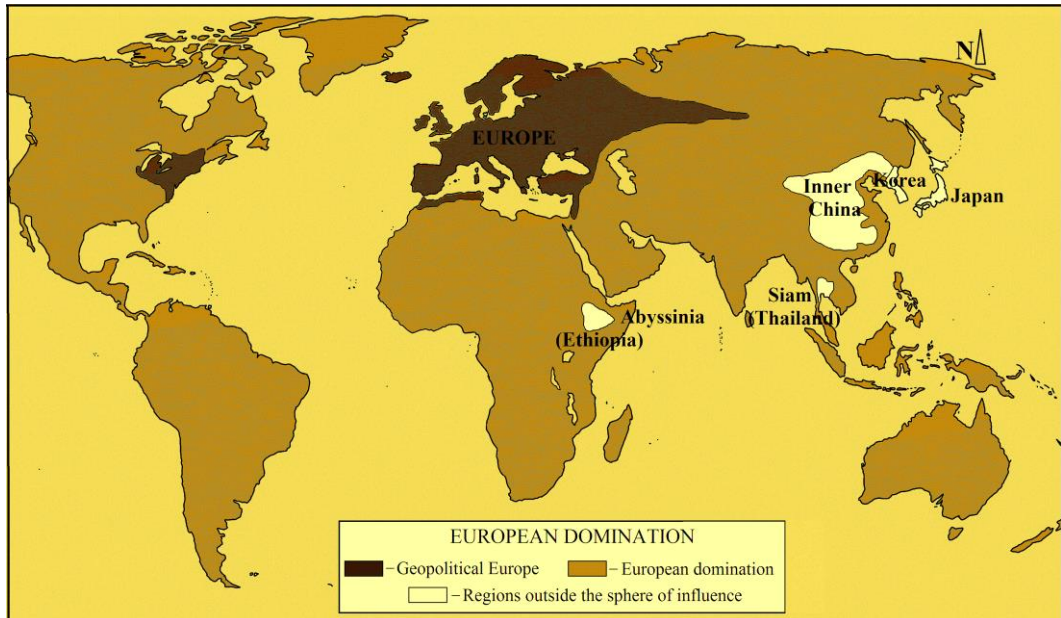 N
EUROPE
Inner
China
Korea
Japan
Siam
(Thailand)
Abyssinia
(Ethiopia)
EUROPEAN DOMINATION
– Geopolitical Europe
– European domination
– Regions outside the sphere of influence